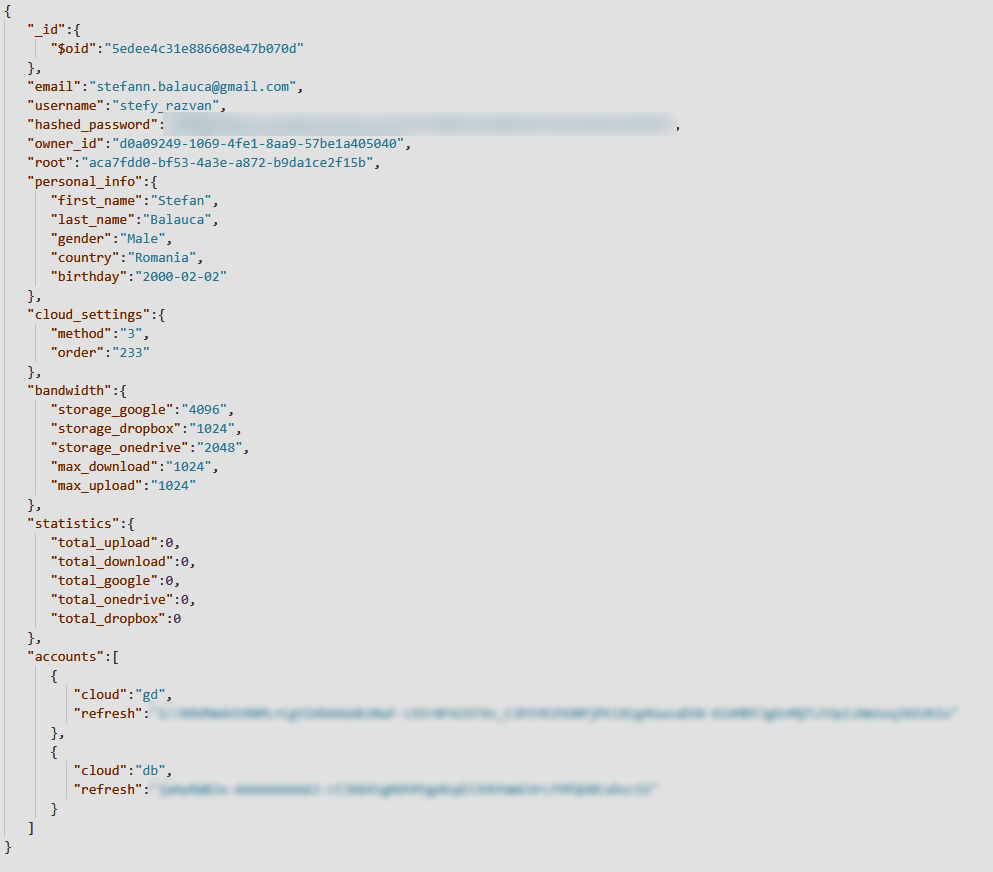 {
"_id":{
"$oid":"5edee4c31e886608e47b070d"
},
"email":"stefann.balauca@gmail.com",
"username":"stefy_razvan",
"hashed_password": ,
"owner_id":"d0a09249-1069-4fe1-8aa9-57be1a405040",
"root":"aca7fdd0-bf53-4a3e-a872-b9da1ce2f15b",
"personal_info":{
"first_name":"Stefan",
"last_name":"Balauca",
"gender":"Male",
"country":"Romania",
"birthday":"2000-02-02"
},
"cloud_settings":{
"method":"3",
"order":"233"
},
"bandwidth":{
"storage_google":"4096",
"storage_dropbox":"1024",
"storage_onedrive":"2048",
"max_download":"1024",
"max_upload":"1024"
},
"statistics":{
"total_upload":0,
"total_download":0,
"total_google":0,
"total_onedrive":0,
"total_dropbox":0
},
"accounts":[
{
"cloud":"gd",
"refresh":
},
{
"cloud":"db",
"refresh":
}
]
}